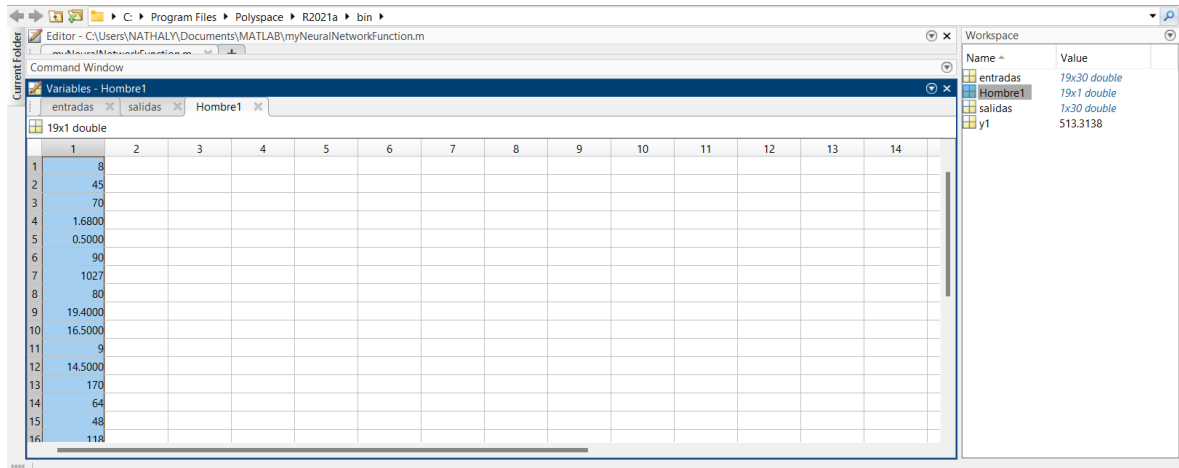 C: ▸ Program Files ▸ Polyspace ▸ R2021a ▸ bin ▸
Current Folder
Editor - C:\Users\NATHALY\Documents\MATLAB\myNeuralNetworkFunction.m
myNeuralNetworkFunction.m
Command Window
Variables - Hombre1
entradas salidas Hombre1
19x1 double
1 2 3 4 5 6 7 8 9 10 11 12 13 14
1 8
2 45
3 70
4 1.6800
5 0.5000
6 90
7 1027
8 80
9 19.4000
10 16.5000
11 9
12 14.5000
13 170
14 64
15 48
16 118
Workspace
Name Value
entradas 19x30 double
Hombre1 19x1 double
salidas 1x30 double
y1 513.3138